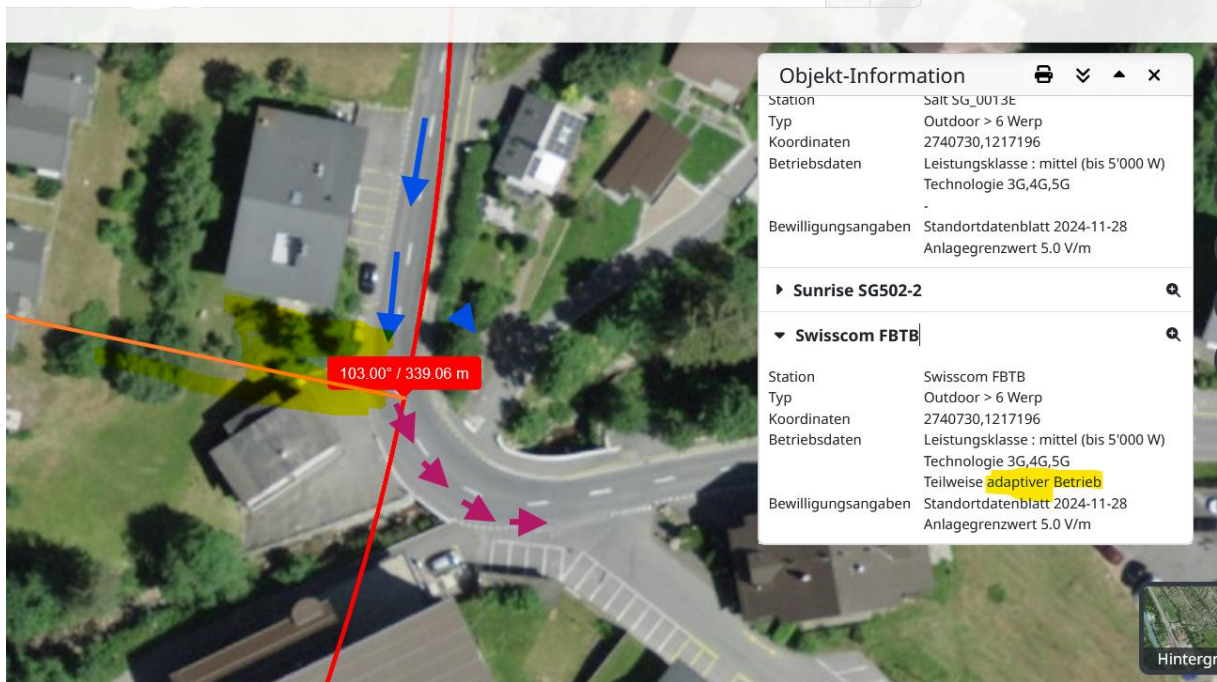 Objekt-Information
Station Salt SG_0013E
Typ Outdoor > 6 Werp
Koordinaten 2740730,1217196
Betriebsdaten Leistungsklasse : mittel (bis 5'000 W)
Technologie 3G,4G,5G
-
Bewilligungsangaben Standortdatenblatt 2024-11-28
Anlagegrenzwert 5.0 V/m
Sunrise SG502-2
Swisscom FBTB
Station Swisscom FBTB
Typ Outdoor > 6 Werp
Koordinaten 2740730,1217196
Betriebsdaten Leistungsklasse : mittel (bis 5'000 W)
Technologie 3G,4G,5G
Teilweise adaptiver Betrieb
Bewilligungsangaben Standortdatenblatt 2024-11-28
Anlagegrenzwert 5.0 V/m
103.00° / 339.06 m
Hintergr